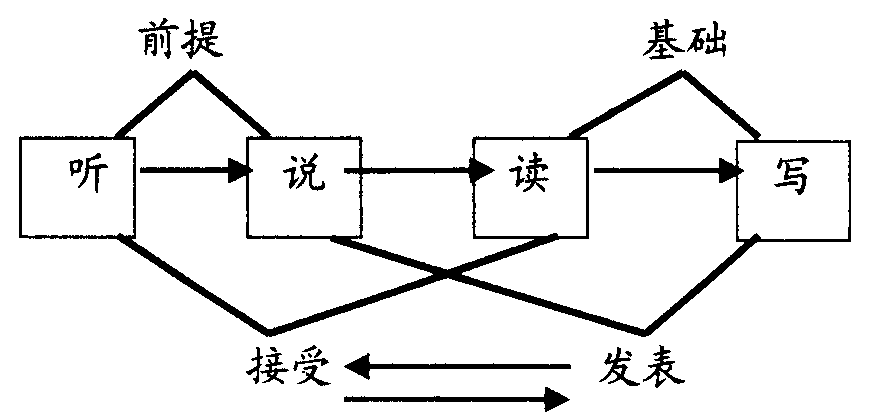 前提 基础
听 说 读 写
接受 发表